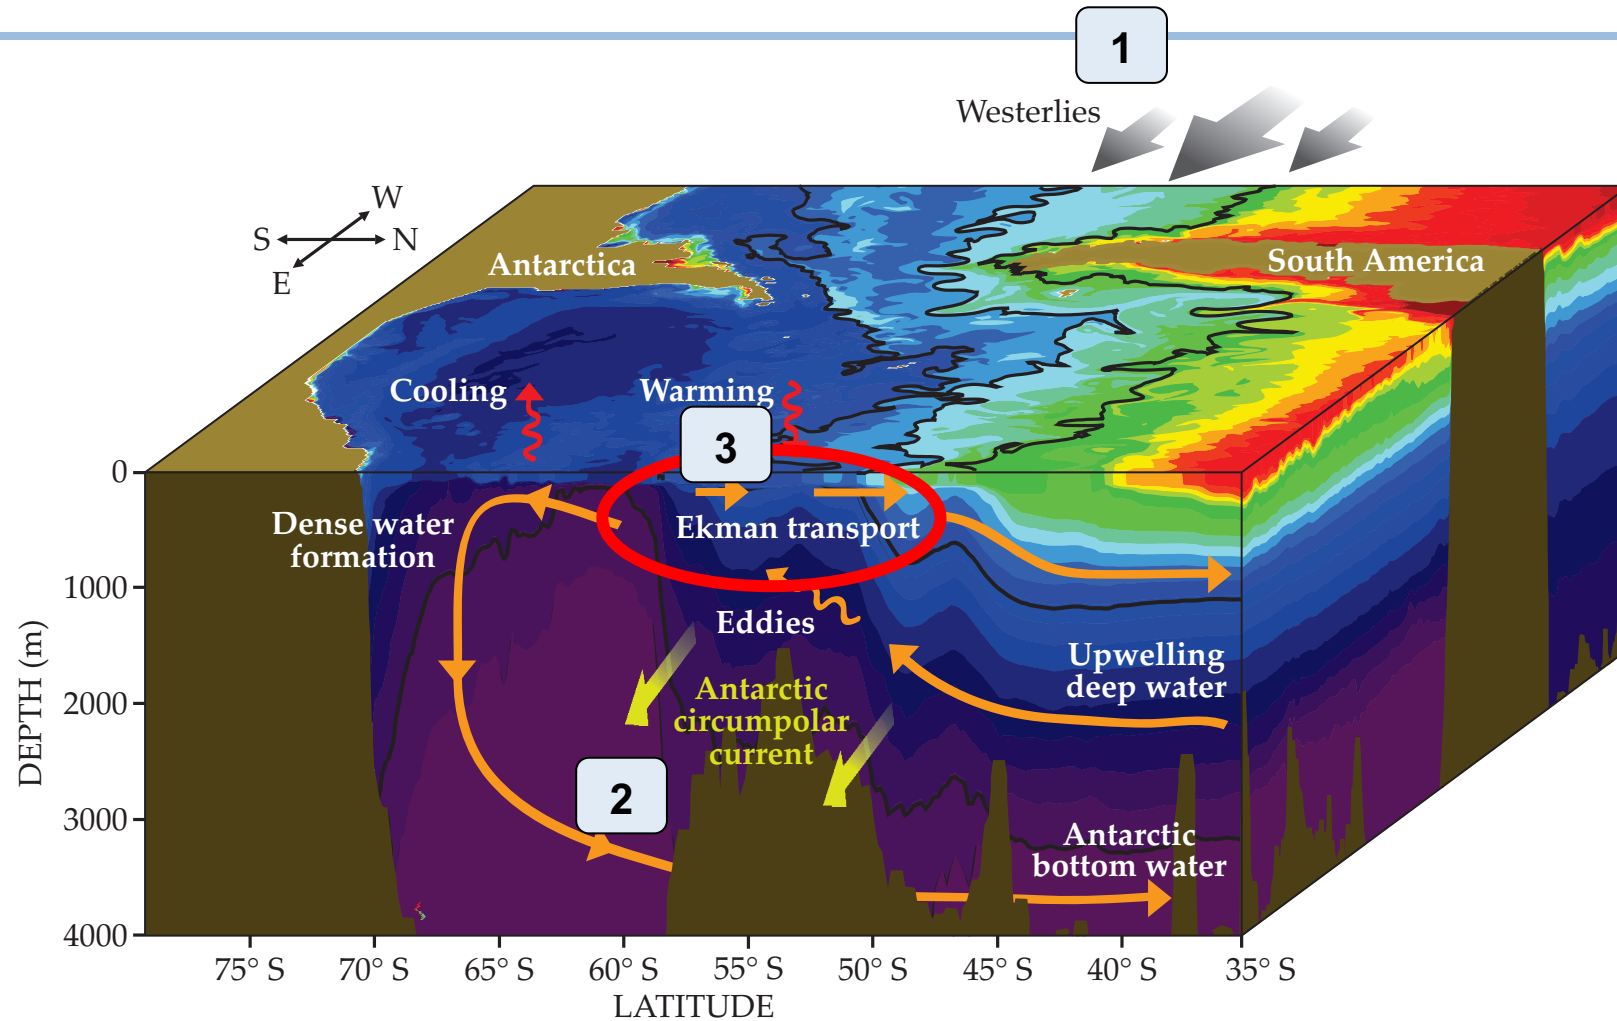 1
Westerlies
W
S
N
E
Antarctica
South America
Cooling
Warming
3
0
Ekman transport
Dense water
formation
1000
Eddies
Upwelling
deep water
Antarctic
circumpolar
current
2000
DEPTH (m)
2
3000
Antarctic
bottom water
4000
75° S
70° S
65° S
60° S
55° S
50° S
45° S
40° S
35° S
LATITUDE